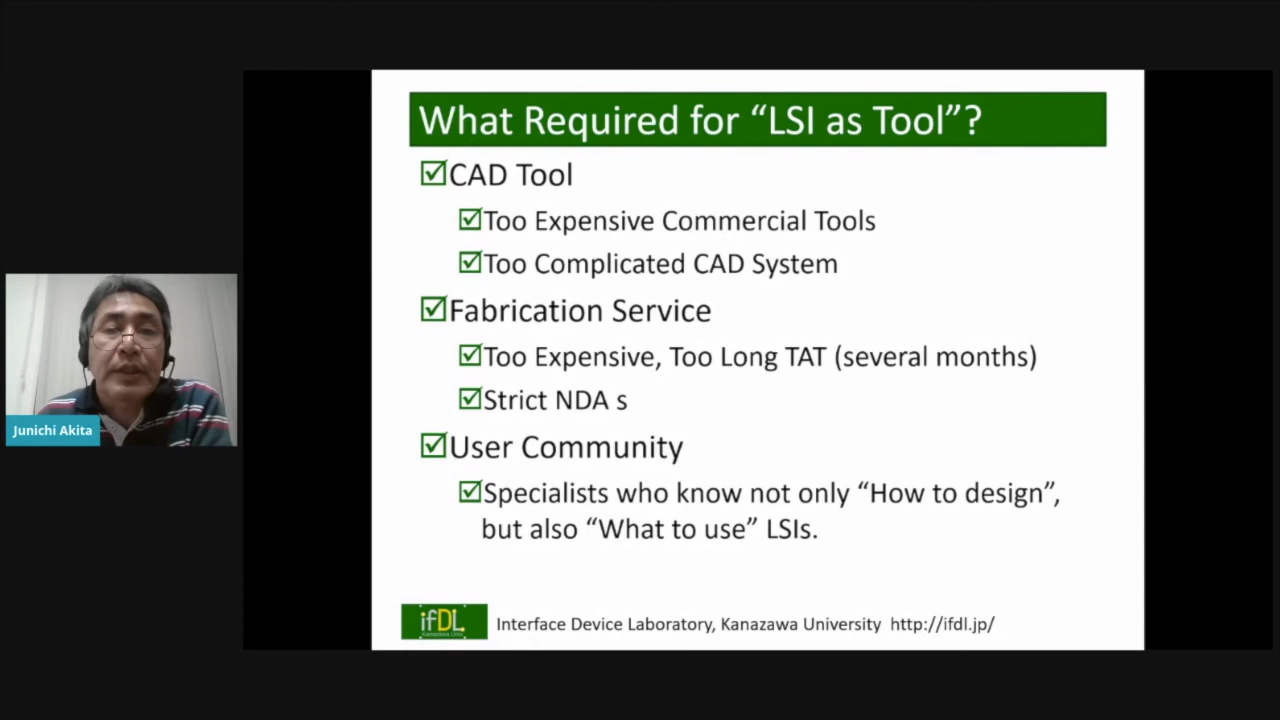 What Required for “LSI as Tool”?
CAD Tool
Too Expensive Commercial Tools
Too Complicated CAD System
Fabrication Service
Too Expensive, Too Long TAT (several months)
Strict NDA s
User Community
Specialists who know not only “How to design”,
but also “What to use” LSIs.
Junichi Akita
ifDL
Kanazawa Univ.
Interface Device Laboratory, Kanazawa University http://ifdl.jp/